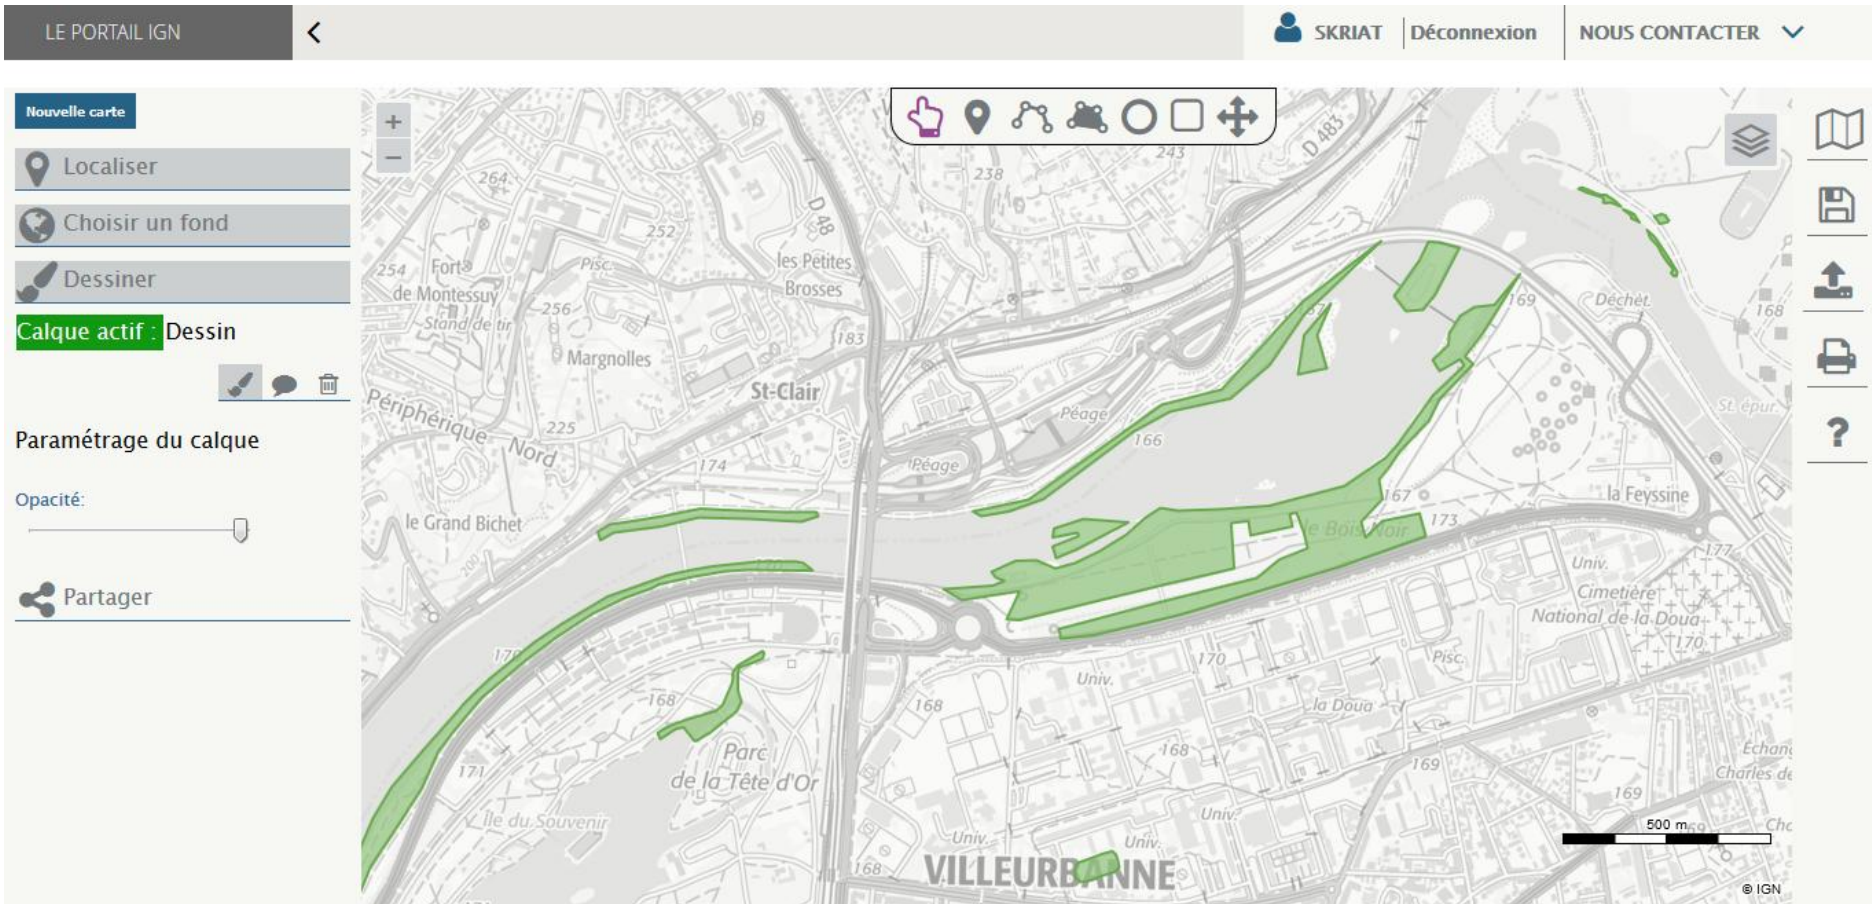 LE PORTAIL IGN
SKRIAT
Déconnexion
NOUS CONTACTER
Nouvelle carte
Localiser
Choisir un fond
Dessiner
Calque actif : Dessin
Paramétrage du calque
Opacité:
Partager
D 483
243
238
264
D 48
252
254
Fort
de Montessuy
Pisc.
les Petites
Brosses
256
Stand de tir
183
Margnolles
St-Clair
Périphérique Nord
225
174
Péage
Péage
166
169
Déchèt.
168
St. épur.
le Grand Bichet
200
167
le Bois Noir
173
la Feyssine
177
Univ.
Cimetière
National de la Doua
170
170
Pisc.
Univ.
168
168
la Doua
Parc
de la Tête d'Or
171
168
169
Echan
Charles de
169
île du Souvenir
Univ.
Univ.
Univ.
168
VILLEURBANNE
500 m
© IGN